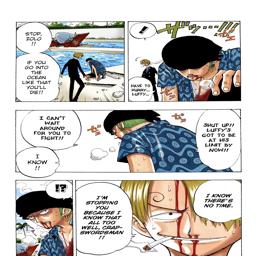 STOP,
ZOLO
!!
IF YOU
GO INTO
THE OCEAN
LIKE THAT
YOU'LL
DIE!!
HAVE TO
HURRY...
LUFFY...
I CAN'T
WAIT
AROUND
FOR YOU
TO FIGHT!!
I
KNOW
!!
SHUT UP!!
LUFFY'S
GOT TO BE
AT HIS
LIMIT BY
NOW!!
!?
I'M
STOPPING
YOU BECAUSE
I KNOW
THAT ALL
TOO WELL,
CRAP-
SWORDSMAN
!!
I KNOW
THERE'S
NO TIME.